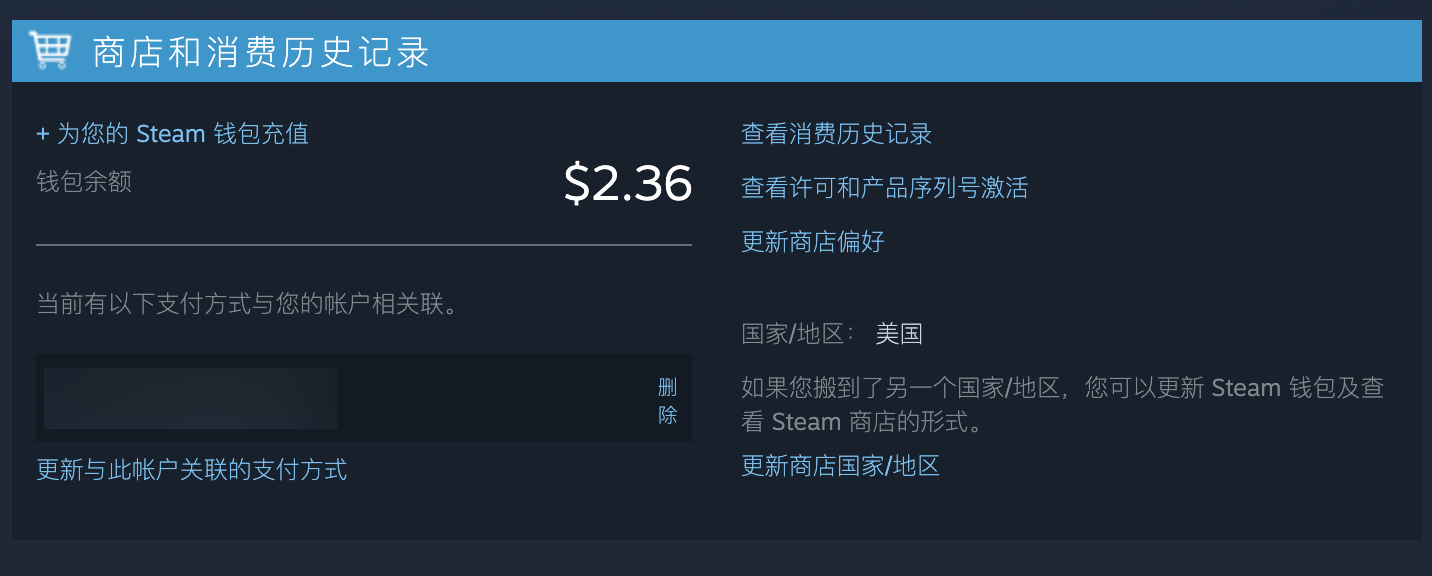 商店和消费历史记录
+ 为您的 Steam 钱包充值
钱包余额
$2.36
当前有以下支付方式与您的帐户相关联。
删
除
更新与此帐户关联的支付方式
查看消费历史记录
查看许可和产品序列号激活
更新商店偏好
国家/地区： 美国
如果您搬到了另一个国家/地区，您可以更新 Steam 钱包及查
看 Steam 商店的形式。
更新商店国家/地区